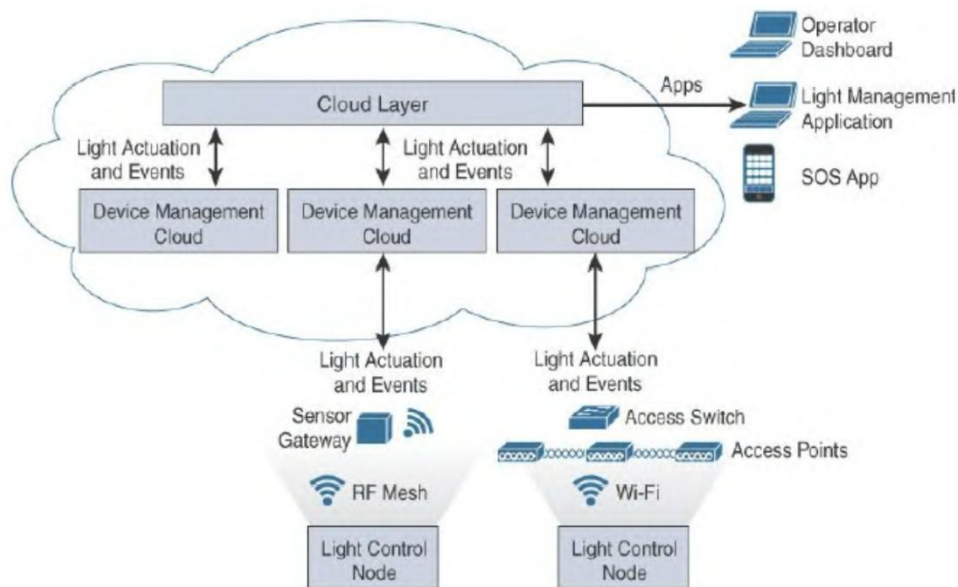 Operator
Dashboard
Cloud Layer
Apps
Light Management
Application
Light Actuation
and Events
Light Actuation
and Events
SOS App
Device Management
Cloud
Device Management
Cloud
Device Management
Cloud
Light Actuation
and Events
Light Actuation
and Events
Sensor
Gateway
Access Switch
Access Points
RF Mesh
Wi-Fi
Light Control
Node
Light Control
Node